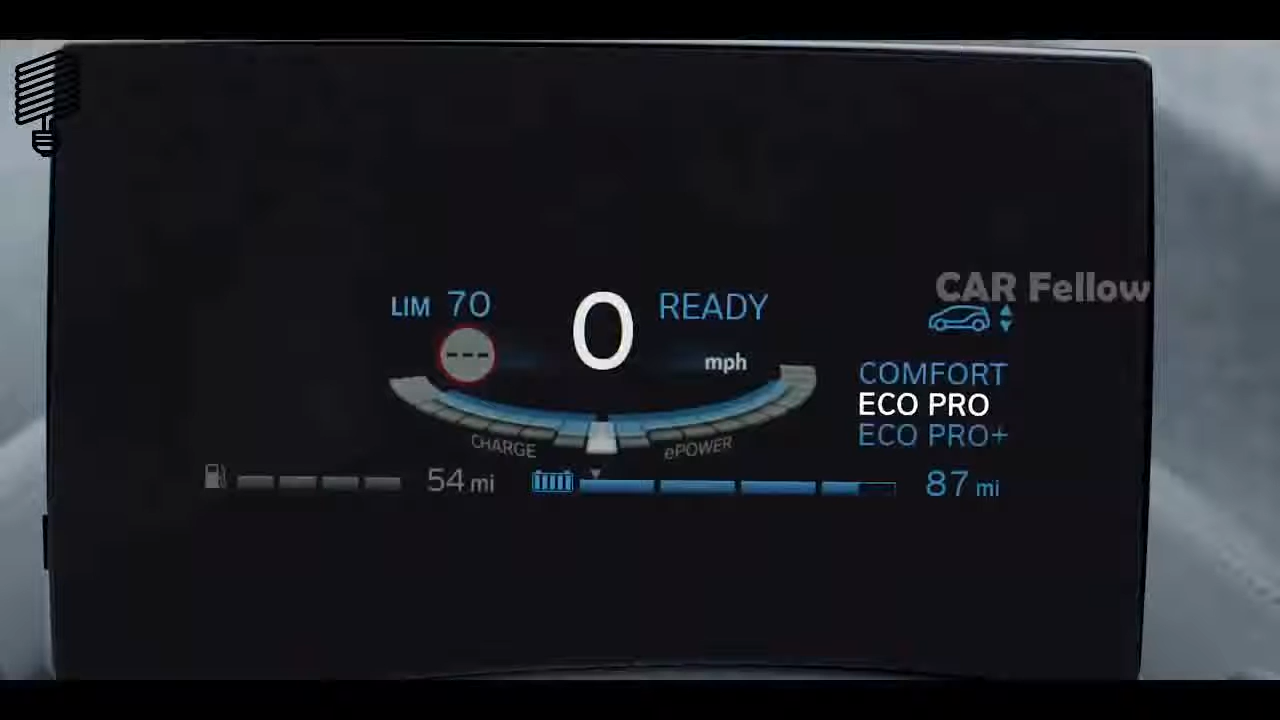 CAR Fellow
LIM 70
0
READY
---
mph
COMFORT
ECO PRO
ECO PRO+
CHARGE
ePOWER
54 mi
87 mi